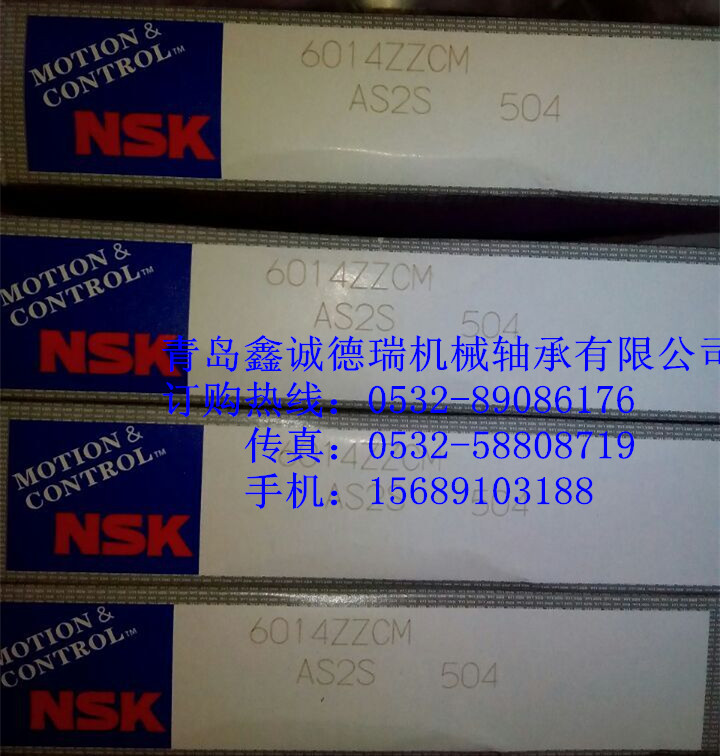 MOTION &
CONTROL™
NSK
6014ZZCM
AS2S 504
MOTION &
CONTROL™
NSK
6014ZZCM
AS2S 504
青岛鑫诚德瑞机械轴承有限公司
订购热线：0532-89086176
传真：0532-58808719
手机：15689103188
MOTION &
CONTROL™
NSK
6014ZZCM
AS2S 504
MOTION &
CONTROL™
NSK
6014ZZCM
AS2S 504